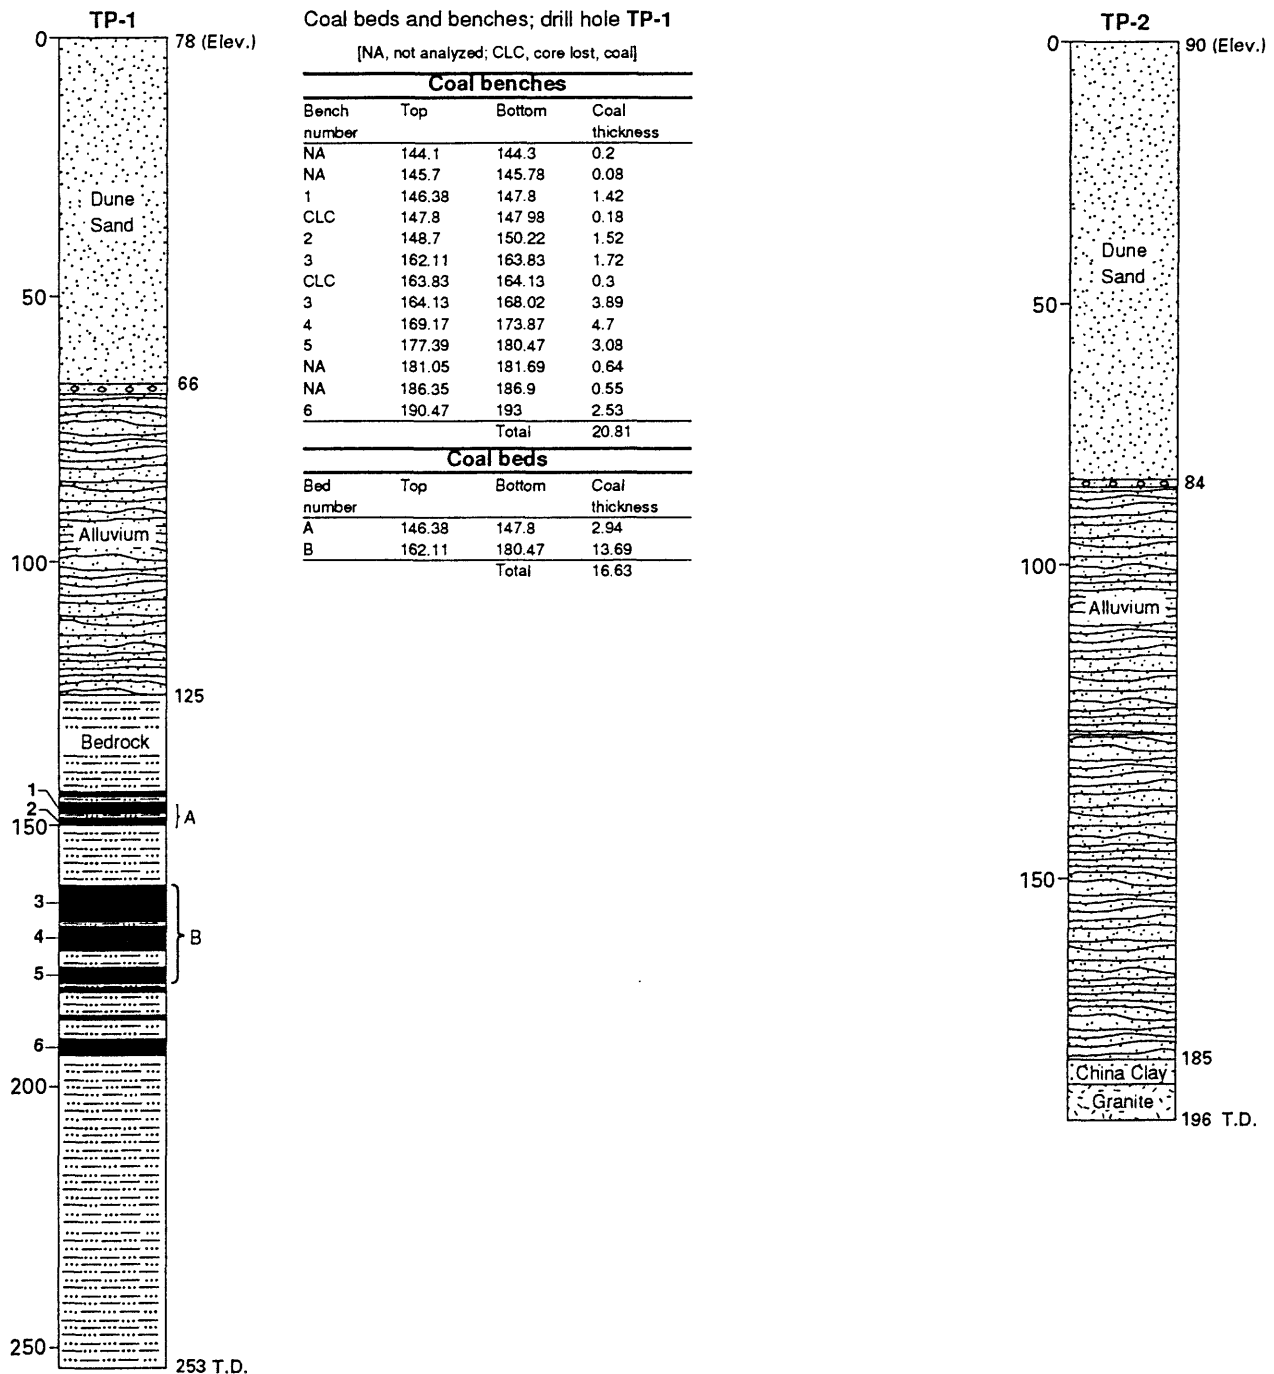 TP-1
0
78 (Elev.)
Dune
Sand
50
66
Alluvium
100
125
Bedrock
1
2
A
150
3
4
B
5
6
200
250
253 T.D.
Coal beds and benches; drill hole TP-1
[NA, not analyzed; CLC, core lost, coal]
Coal benches
Bench Top Bottom Coal
number thickness
NA 144.1 144.3 0.2
NA 145.7 145.78 0.08
1 146.38 147.8 1.42
CLC 147.8 147 98 0.18
2 148.7 150.22 1.52
3 162.11 163.83 1.72
CLC 163.83 164.13 0.3
3 164.13 168.02 3.89
4 169.17 173.87 4.7
5 177.39 180.47 3.08
NA 181.05 181.69 0.64
NA 186.35 186.9 0.55
6 190.47 193 2.53
Total 20.81
Coal beds
Bed Top Bottom Coal
number thickness
A 146.38 147.8 2.94
B 162.11 180.47 13.69
Total 16.63
TP-2
0
90 (Elev.)
Dune
Sand
50
84
100
Alluvium
150
185
China Clay
Granite
196 T.D.